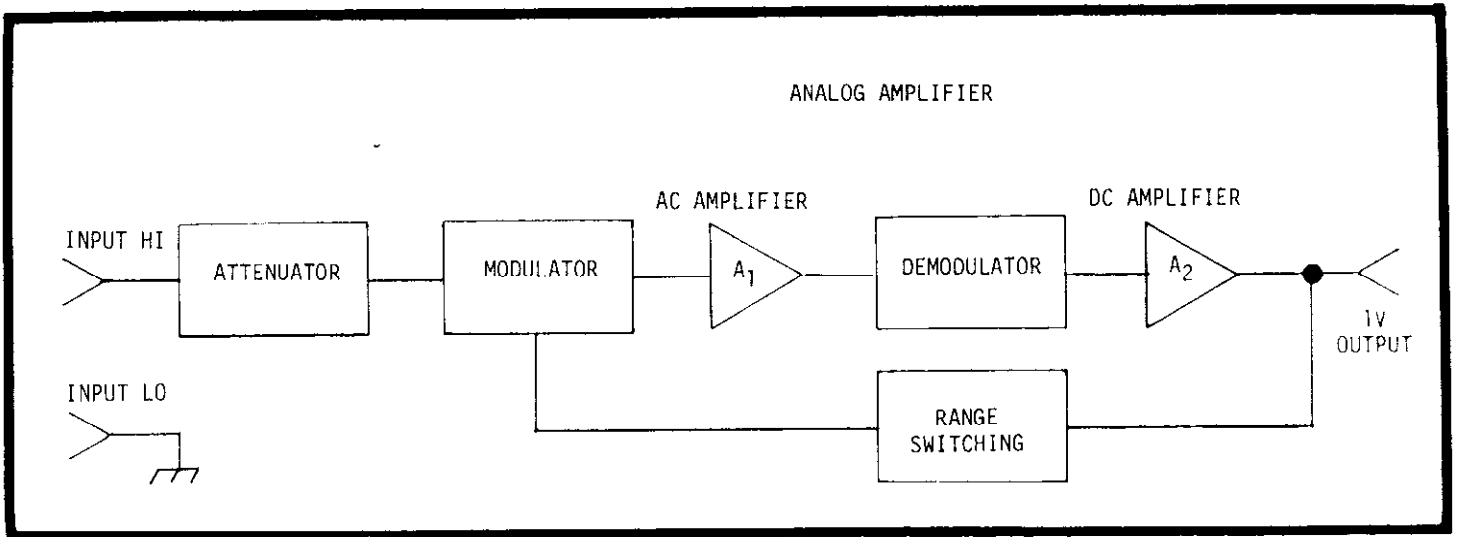 ANALOG AMPLIFIER
AC AMPLIFIER
DC AMPLIFIER
INPUT HI
ATTENUATOR
MODULATOR
A1
DEMODULATOR
A2
1V
OUTPUT
INPUT LO
RANGE
SWITCHING